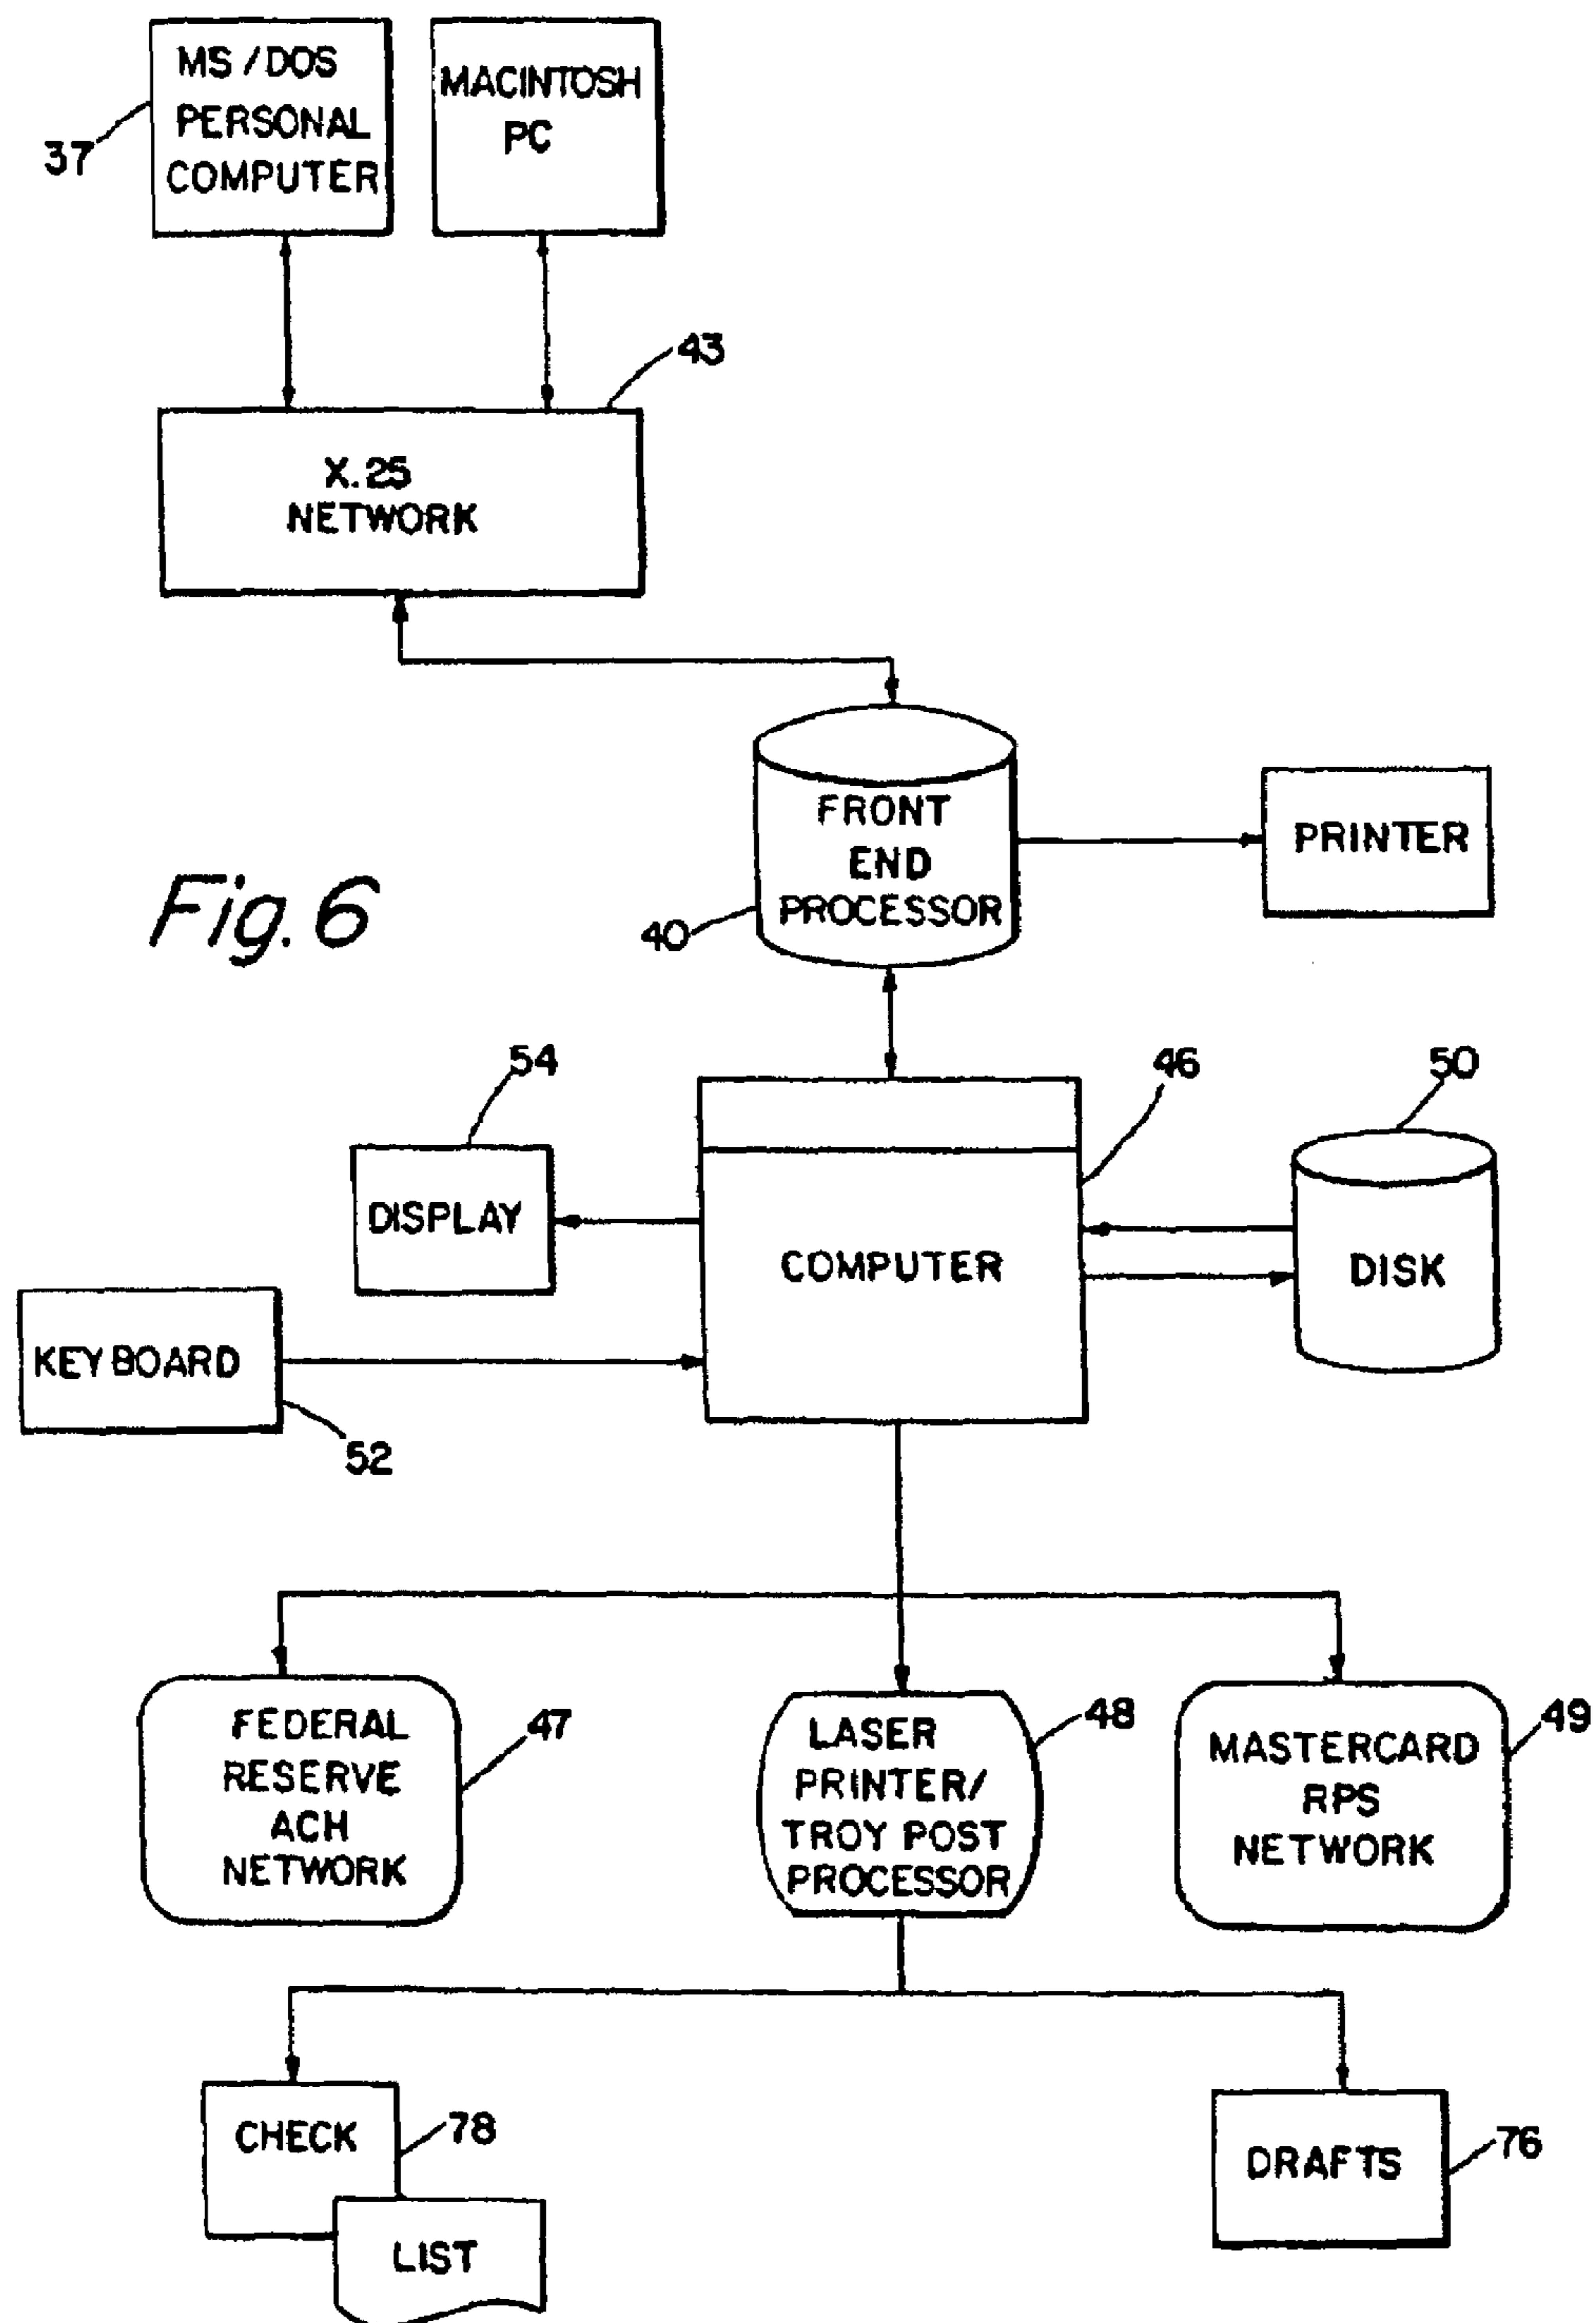 MS/DOS
PERSONAL
COMPUTER
37
MACINTOSH
PC
43
X.25
NETWORK
FRONT
END
PROCESSOR
40
PRINTER
Fig. 6
54
DISPLAY
46
COMPUTER
50
DISK
KEYBOARD
52
FEDERAL
RESERVE
ACH
NETWORK
47
LASER
PRINTER/
TROY POST
PROCESSOR
48
MASTERCARD
RPS
NETWORK
49
CHECK
78
LIST
DRAFTS
76